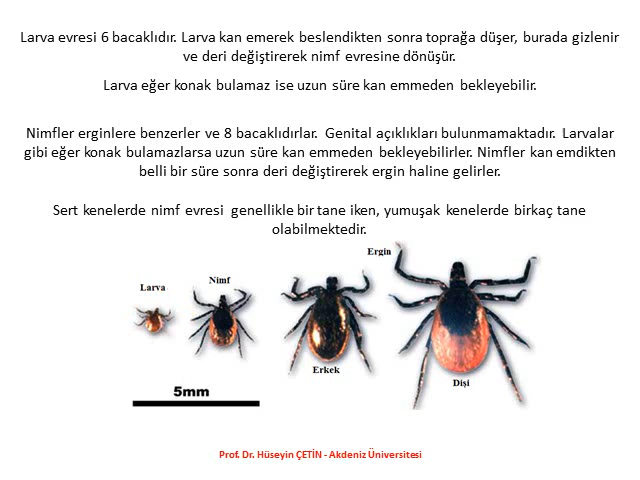 Larva evresi 6 bacaklıdır. Larva kan emerek beslendikten sonra toprağa düşer, burada gizlenir
ve deri değiştirerek nimf evresine dönüşür.
Larva eğer konak bulamaz ise uzun süre kan emmeden bekleyebilir.
Nimfler erginlere benzerler ve 8 bacaklıdırlar. Genital açıklıkları bulunmamaktadır. Larvalar
gibi eğer konak bulamazlarsa uzun süre kan emmeden bekleyebilirler. Nimfler kan emdikten
belli bir süre sonra deri değiştirerek ergin haline gelirler.
Sert kenelerde nimf evresi genellikle bir tane iken, yumuşak kenelerde birkaç tane
olabilmektedir.
Ergin
Nimf
Larva
Erkek
Dişi
5mm
Prof. Dr. Hüseyin ÇETİN - Akdeniz Üniversitesi